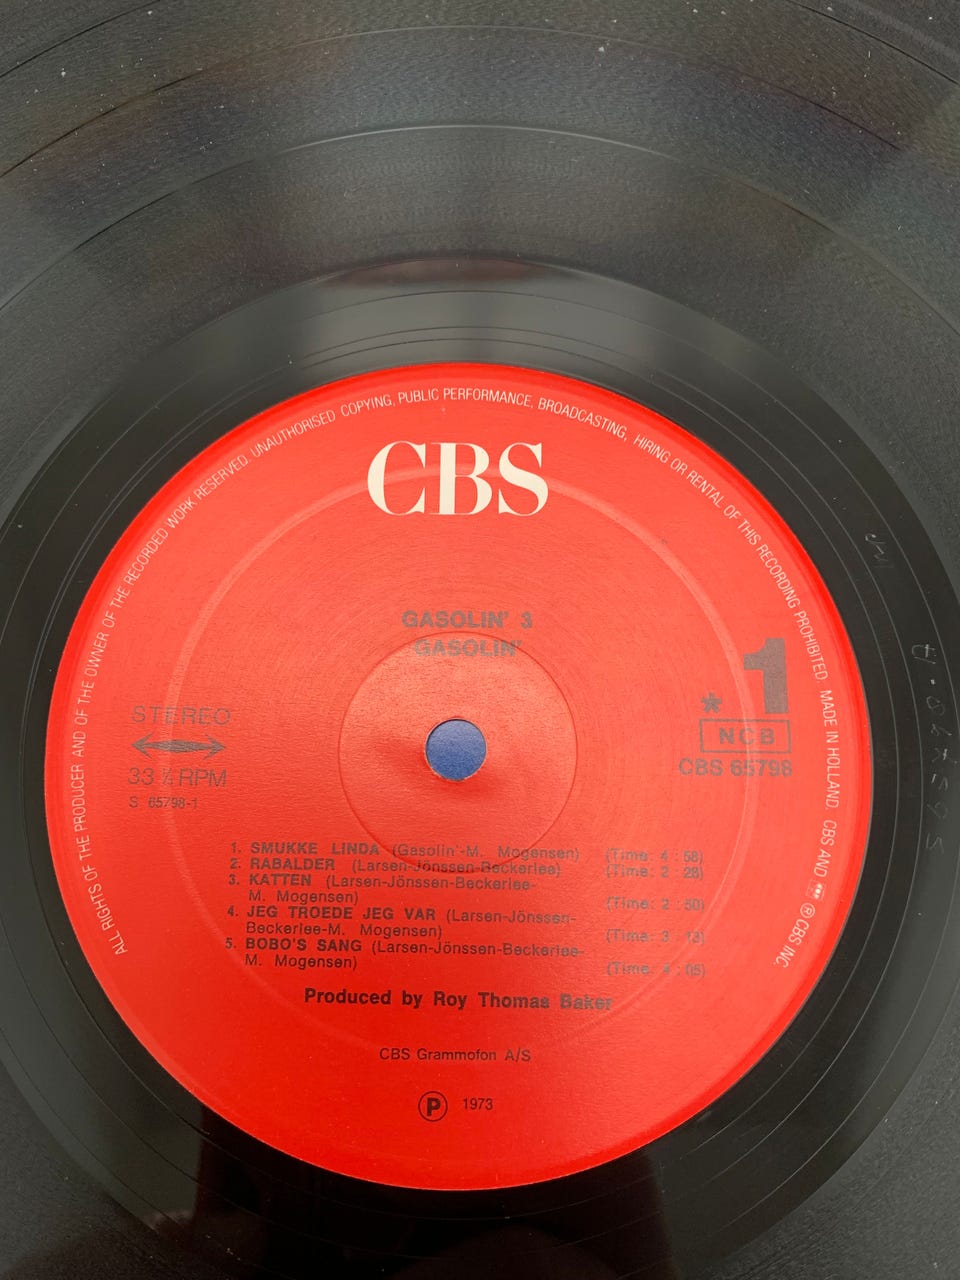 ALL RIGHTS OF THE PRODUCER AND OF THE OWNER OF THE RECORDED WORK RESERVED. UNAUTHORISED COPYING, PUBLIC PERFORMANCE, BROADCASTING, HIRING OR RENTAL OF THIS RECORDING PROHIBITED. MADE IN HOLLAND. CBS AND ℗CBS INC.
CBS
GASOLIN' 3
GASOLIN'
1
*
STEREO
NCB
33 ⅓ RPM
CBS 65798
S 65798-1
1. SMUKKE LINDA (Gasolin'-M. Mogensen) (Time: 4 : 58)
2. RABALDER (Larsen-Jönssen-Beckerlee) (Time: 2 : 28)
3. KATTEN (Larsen-Jönssen-Beckerlee-
M. Mogensen) (Time: 2 : 50)
4. JEG TROEDE JEG VAR (Larsen-Jönssen-
Beckerlee-M. Mogensen) (Time: 3 : 13)
5. BOBO'S SANG (Larsen-Jönssen-Beckerlee-
M. Mogensen) (Time: 4 : 05)
Produced by Roy Thomas Baker
CBS Grammofon A/S
℗ 1973